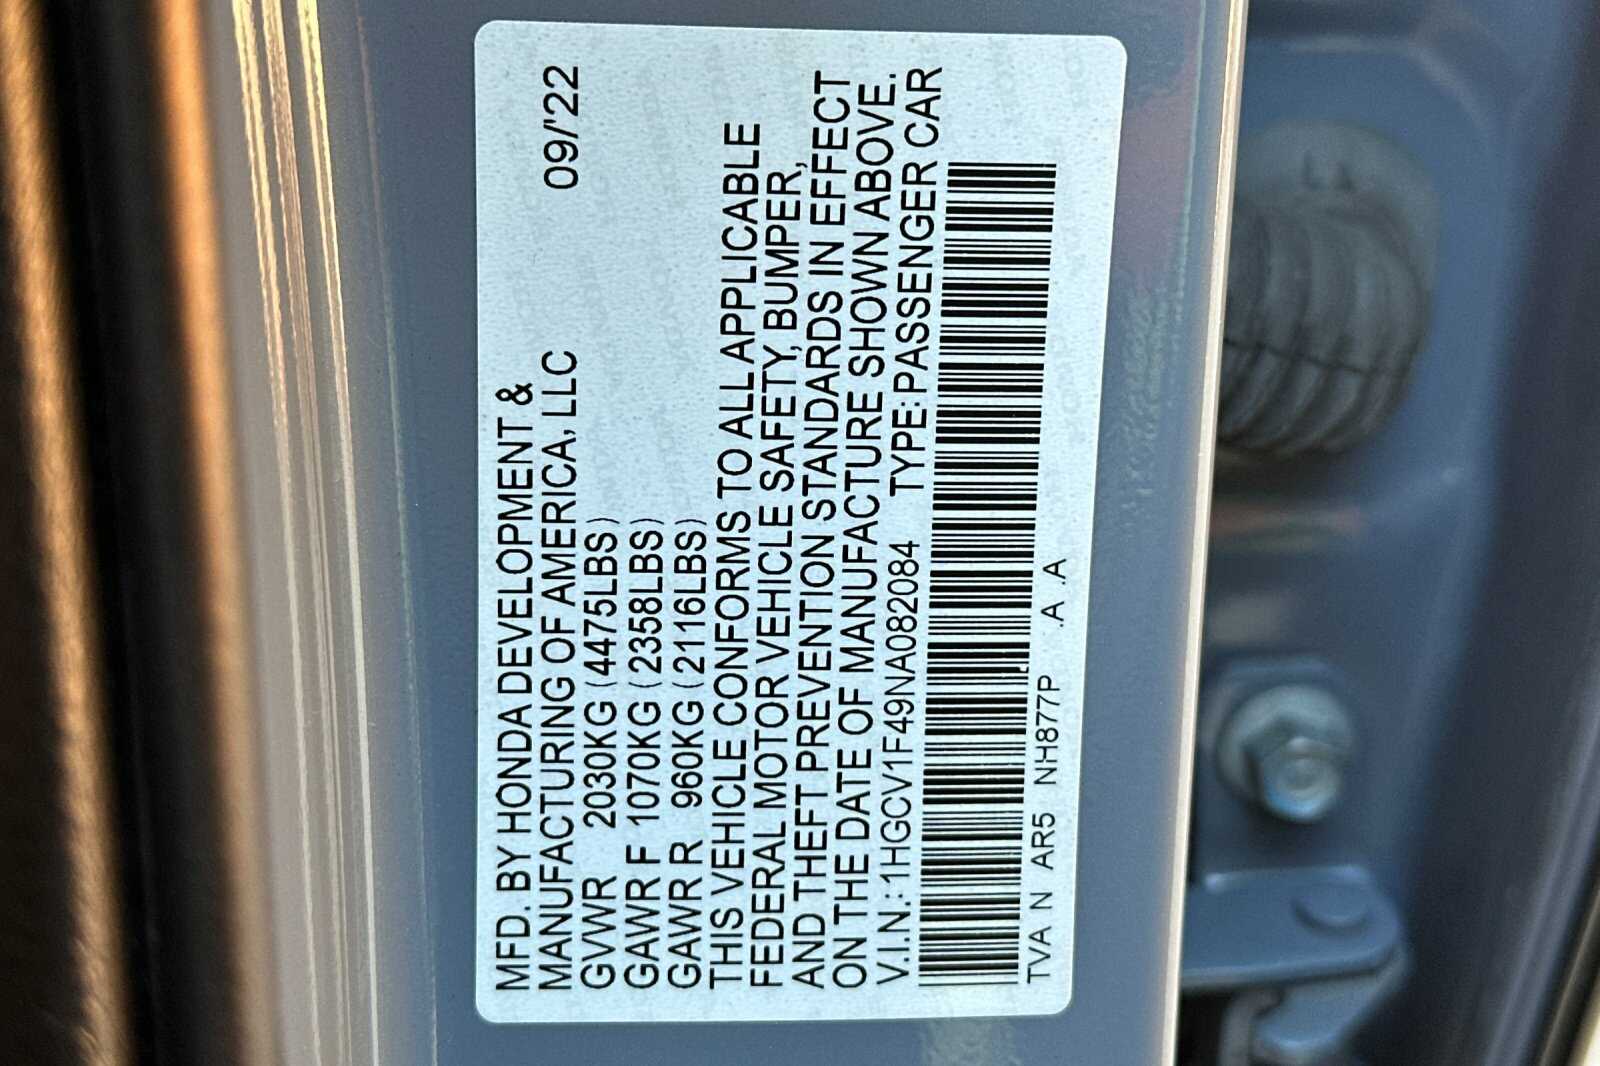 MFD. BY HONDA DEVELOPMENT &
MANUFACTURING OF AMERICA, LLC 09/'22
GVWR 2030KG (4475LBS)
GAWR F 1070KG (2358LBS)
GAWR R 960KG (2116LBS)
THIS VEHICLE CONFORMS TO ALL APPLICABLE
FEDERAL MOTOR VEHICLE SAFETY, BUMPER,
AND THEFT PREVENTION STANDARDS IN EFFECT
ON THE DATE OF MANUFACTURE SHOWN ABOVE.
V.I.N.:1HGCV1F49NA082084 TYPE:PASSENGER CAR
TVA N AR5 NH877P .A .A